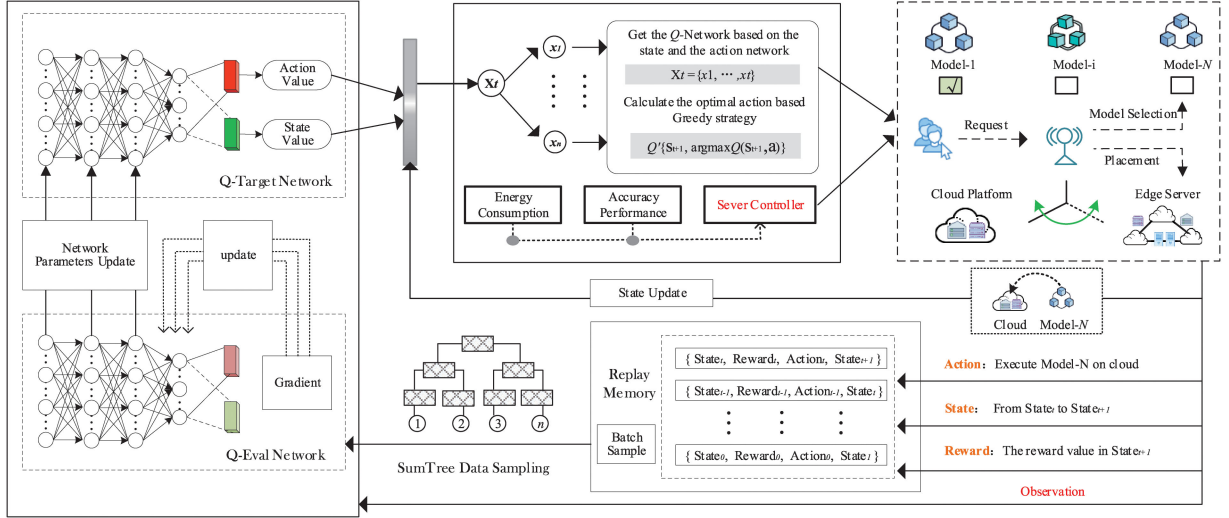 Action
Value
State
Value
Q-Target Network
Network
Parameters Update
update
Gradient
Q-Eval Network
Xt
x1
xn
Get the Q-Network based on the
state and the action network
Xt = {x1, ··· ,xt}
Calculate the optimal action based
Greedy strategy
Q'{St+1, argmaxQ(St+1,a)}
Energy
Consumption
Accuracy
Performance
Sever Controller
Model-1
Model-i
Model-N
√
Request
Model Selection
Placement
Cloud Platform
Edge Server
State Update
Cloud
Model-N
1
2
3
n
SumTree Data Sampling
Replay
Memory
Batch
Sample
{ Statet, Rewardt, Actiont, Statet+1 }
{ Statet-1, Rewardt-1, Actiont-1, Statet }
{ State0, Reward0, Action0, State1 }
Action: Execute Model-N on cloud
State: From Statet to Statet+1
Reward: The reward value in Statet+1
Observation